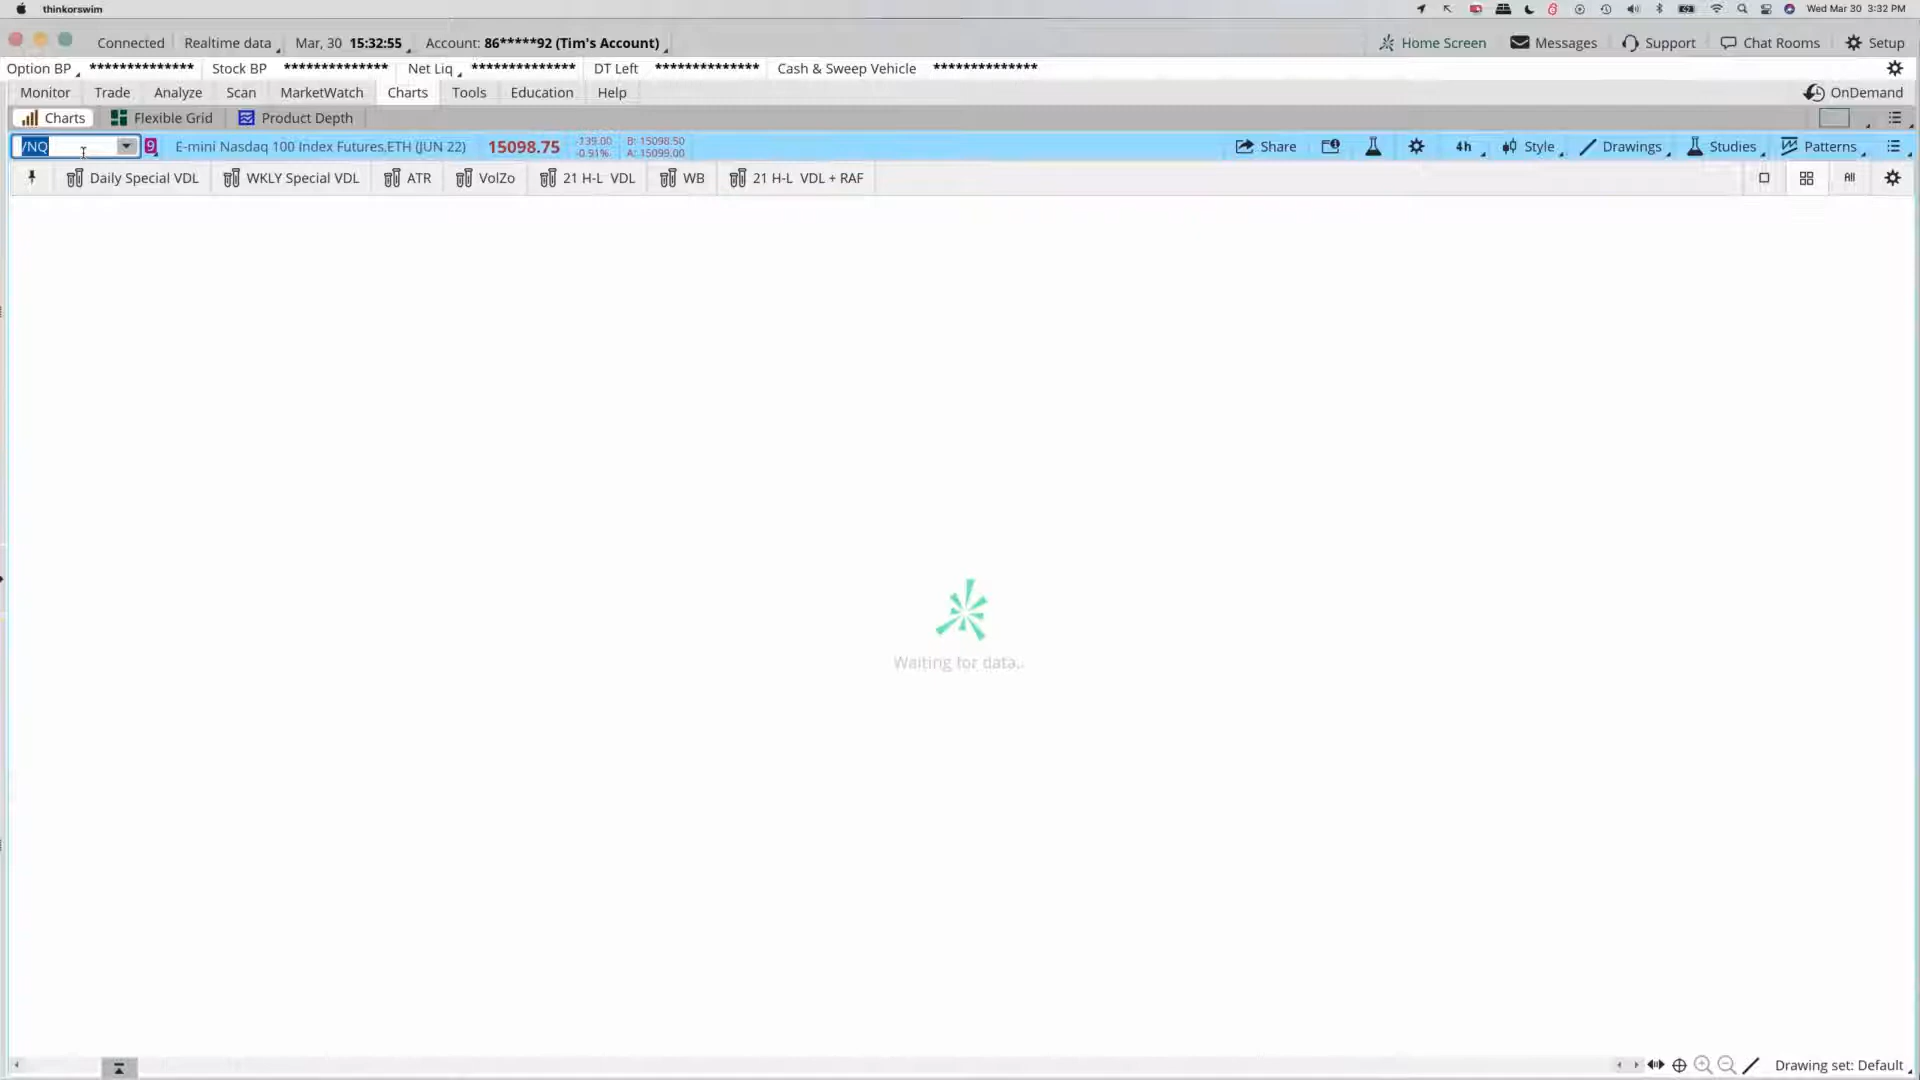 thinkorswim
Wed Mar 30 3:32 PM
Connected Realtime data Mar, 30 15:32:55 Account: 86*****92 (Tim's Account) Home Screen Messages Support Chat Rooms Setup
Option BP ************** Stock BP ************** Net Liq ************** DT Left ************** Cash & Sweep Vehicle **************
Monitor Trade Analyze Scan MarketWatch Charts Tools Education Help OnDemand
Charts Flexible Grid Product Depth
/NQ 9 E-mini Nasdaq 100 Index Futures,ETH (JUN 22) 15098.75 -139.00 B: 15098.50 Share 4h Style Drawings Studies Patterns
-0.91% A: 15099.00
Daily Special VDL WKLY Special VDL ATR VolZo 21 H-L VDL WB 21 H-L VDL + RAF All
Waiting for data..
Drawing set: Default